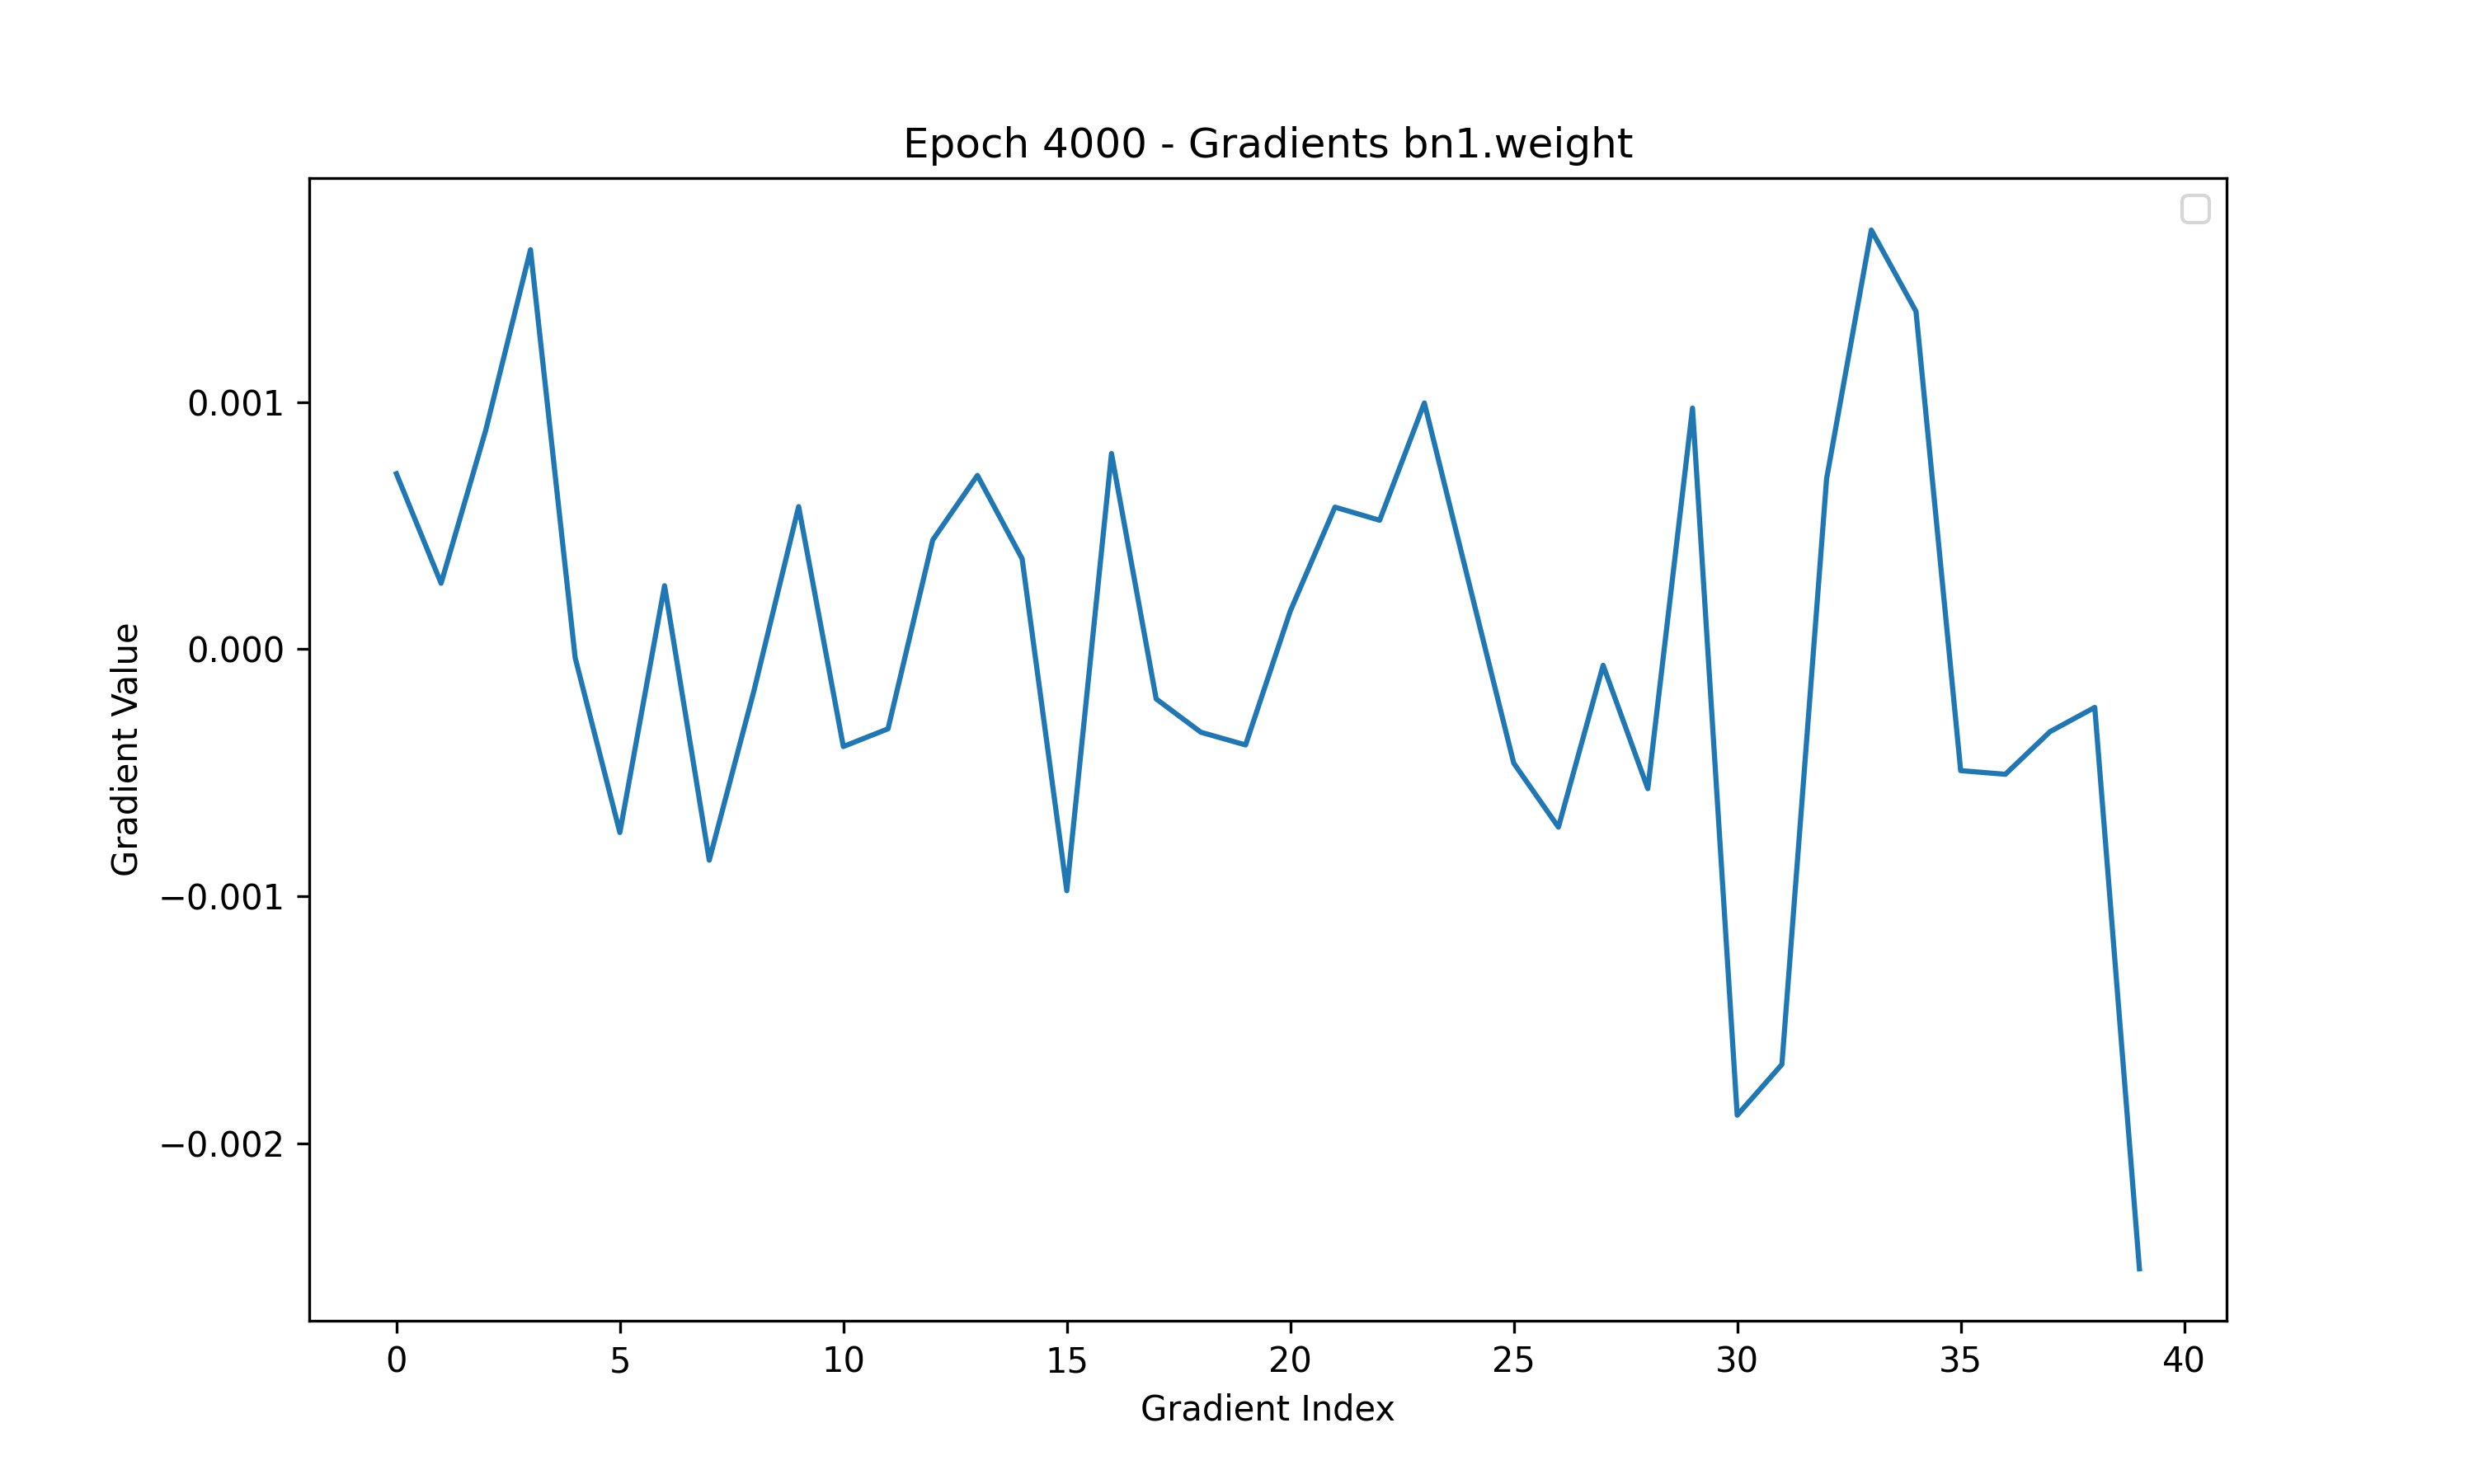 Epoch 4000 - Gradients bn1.weight
0.001
0.000
−0.001
−0.002
Gradient Value
0 5 10 15 20 25 30 35 40
Gradient Index